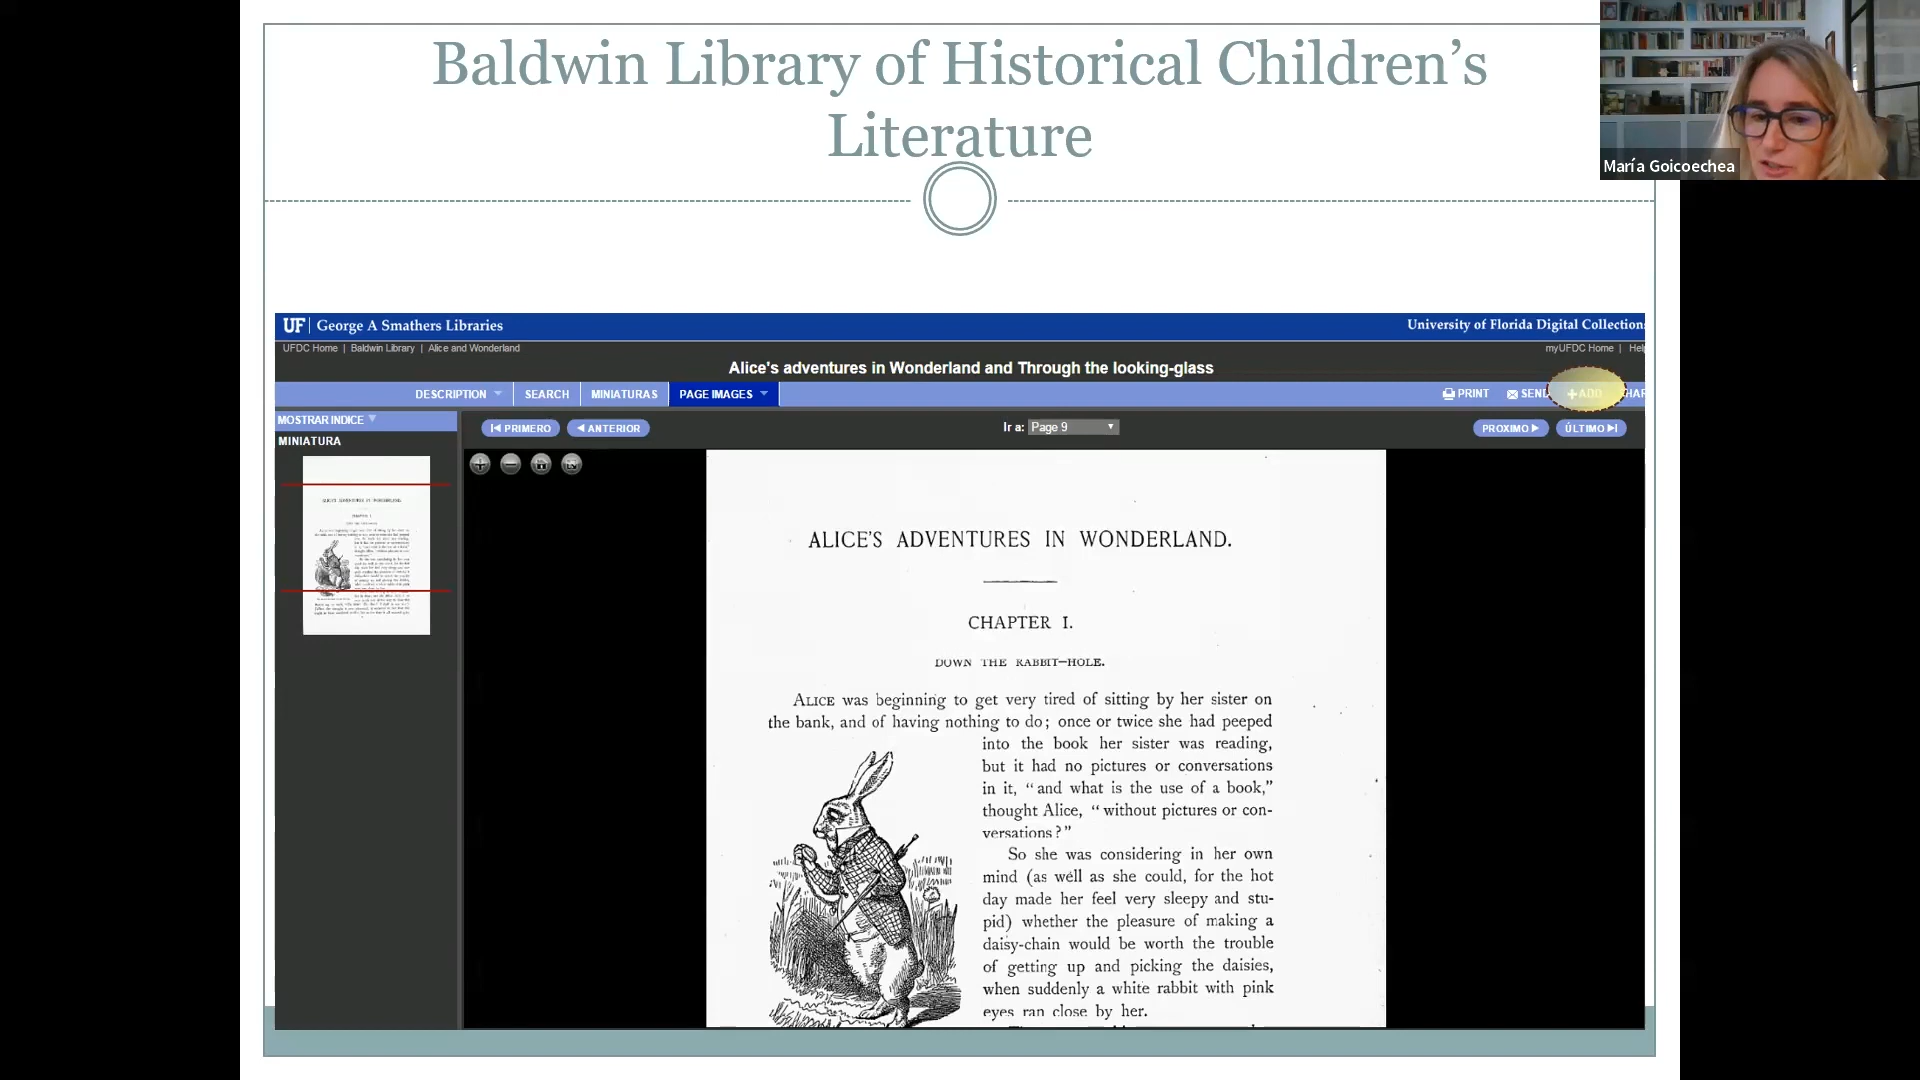 Baldwin Library of Historical Children's
Literature
María Goicoechea
UF | George A Smathers Libraries
University of Florida Digital Collection
UFDC Home | Baldwin Library | Alice and Wonderland
myUFDC Home | Hel
Alice's adventures in Wonderland and Through the looking-glass
DESCRIPTION SEARCH MINIATURAS PAGE IMAGES
PRINT SEND +ADD HAR
MOSTRAR INDICE
MINIATURA
PRIMERO ANTERIOR
Ir a: Page 9
PROXIMO ÚLTIMO
ALICE'S ADVENTURES IN WONDERLAND.
CHAPTER I.
DOWN THE RABBIT-HOLE.
ALICE was beginning to get very tired of sitting by her sister on
the bank, and of having nothing to do; once or twice she had peeped
into the book her sister was reading,
but it had no pictures or conversations
in it, "and what is the use of a book,"
thought Alice, "without pictures or con-
versations?"
So she was considering in her own
mind (as well as she could, for the hot
day made her feel very sleepy and stu-
pid) whether the pleasure of making a
daisy-chain would be worth the trouble
of getting up and picking the daisies,
when suddenly a white rabbit with pink
eyes ran close by her.